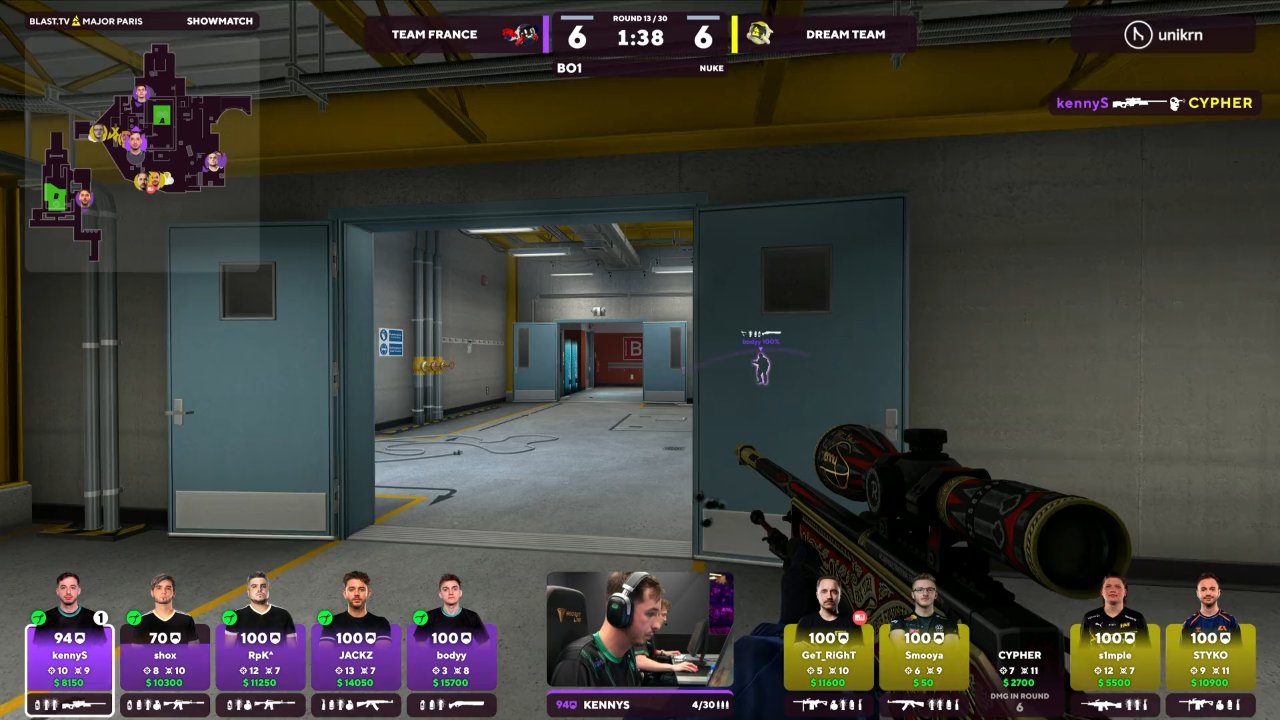 BLAST.TV MAJOR PARIS SHOWMATCH
TEAM FRANCE 6 ROUND 13 / 30 1:38 6 DREAM TEAM
BO1 NUKE
unikrn
kennyS CYPHER
A
B
bodyy 100%
B
1
94 70 100 100 100
kennyS shox RpK^ JACKZ bodyy
10 9 8 10 12 7 13 7 3 8
$ 8150 $ 10300 $ 11250 $ 14050 $ 15700
94 KENNYS 4/30
100 100 100 100
GeT_RiGhT Smooya CYPHER s1mple STYKO
5 10 6 9 7 11 12 7 9 11
$ 11600 $ 50 $ 2700 $ 5500 $ 10900
DMG IN ROUND
6